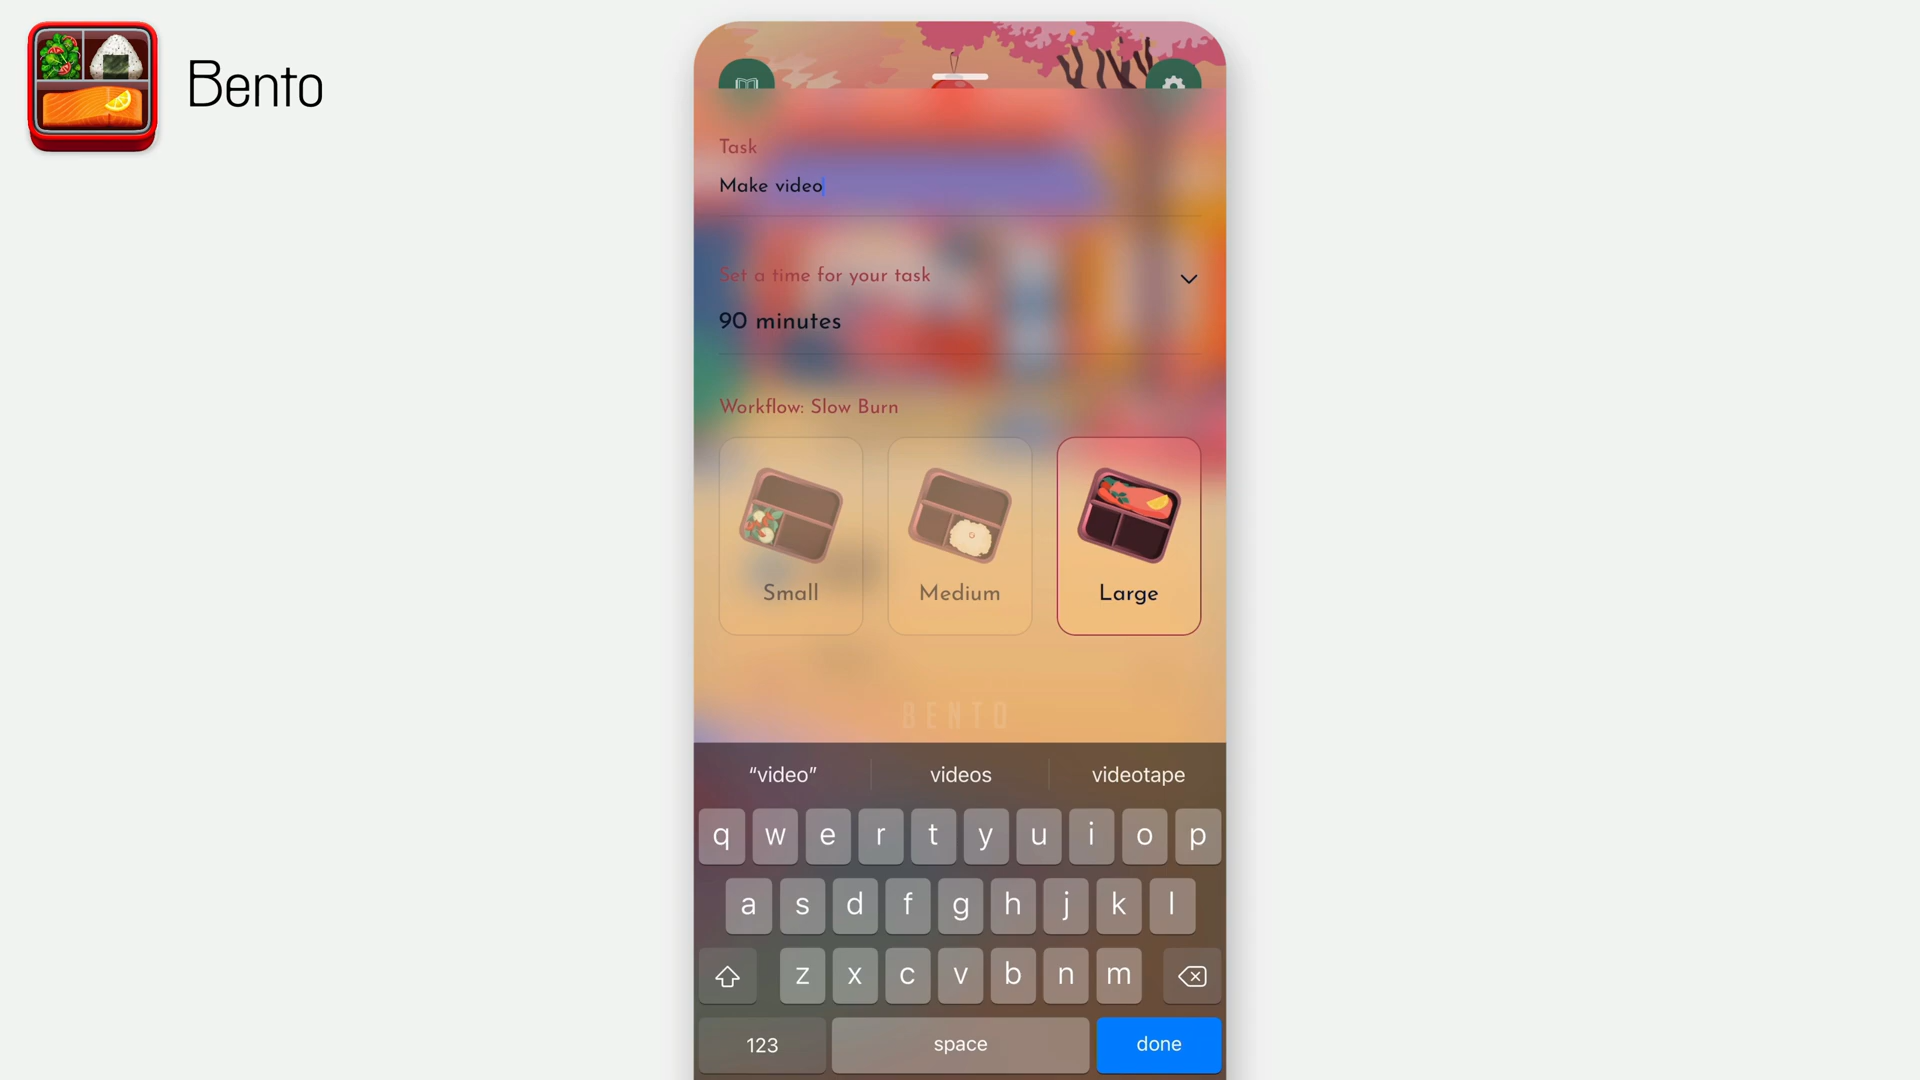 Bento
Task
Make video
Set a time for your task
90 minutes
Workflow: Slow Burn
Small Medium Large
BENTO
“video” videos videotape
q w e r t y u i o p
a s d f g h j k l
z x c v b n m
123 space done